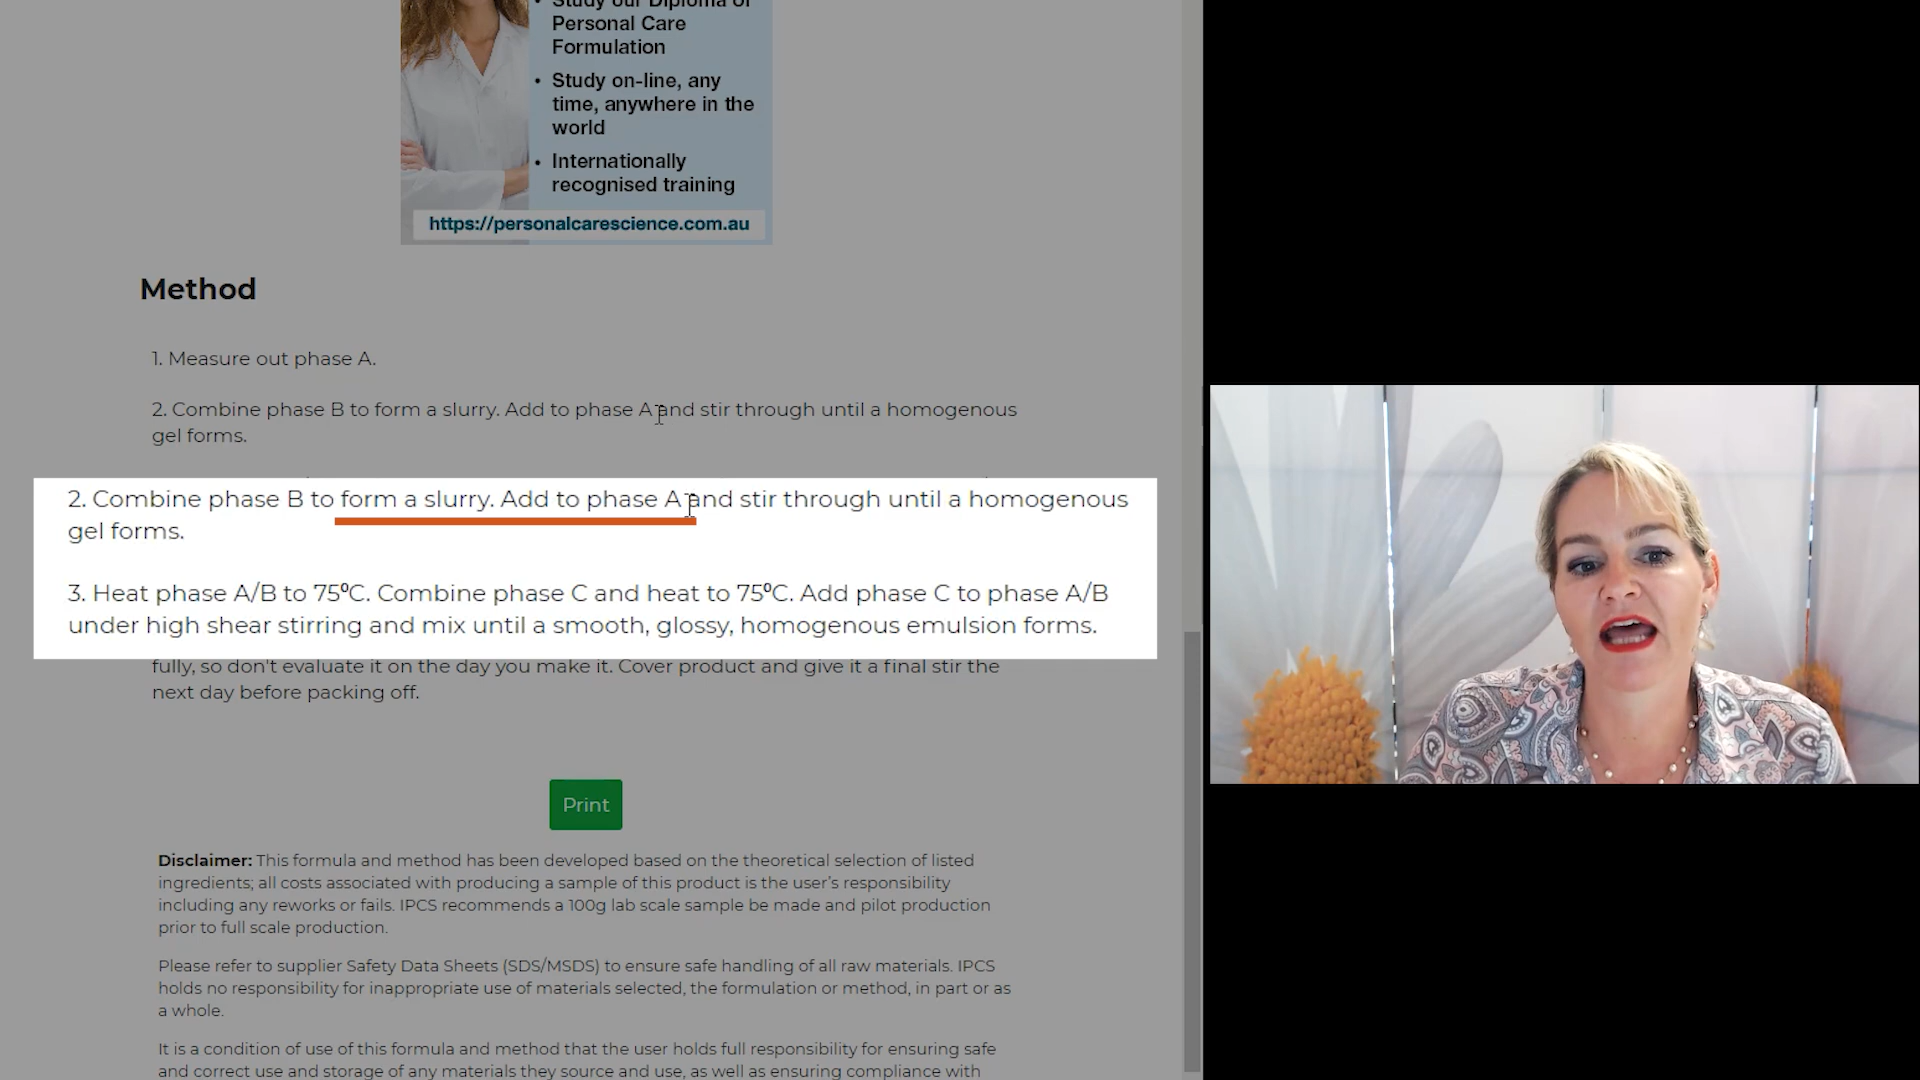 • Study our Diploma of
Personal Care
Formulation
• Study on-line, any
time, anywhere in the
world
• Internationally
recognised training
https://personalcarescience.com.au
Method
1. Measure out phase A.
2. Combine phase B to form a slurry. Add to phase A and stir through until a homogenous
gel forms.
2. Combine phase B to form a slurry. Add to phase A and stir through until a homogenous
gel forms.
3. Heat phase A/B to 75⁰C. Combine phase C and heat to 75⁰C. Add phase C to phase A/B
under high shear stirring and mix until a smooth, glossy, homogenous emulsion forms.
fully, so don't evaluate it on the day you make it. Cover product and give it a final stir the
next day before packing off.
Print
Disclaimer: This formula and method has been developed based on the theoretical selection of listed
ingredients; all costs associated with producing a sample of this product is the user's responsibility
including any reworks or fails. IPCS recommends a 100g lab scale sample be made and pilot production
prior to full scale production.
Please refer to supplier Safety Data Sheets (SDS/MSDS) to ensure safe handling of all raw materials. IPCS
holds no responsibility for inappropriate use of materials selected, the formulation or method, in part or as
a whole.
It is a condition of use of this formula and method that the user holds full responsibility for ensuring safe
and correct use and storage of any materials they source and use, as well as ensuring compliance with